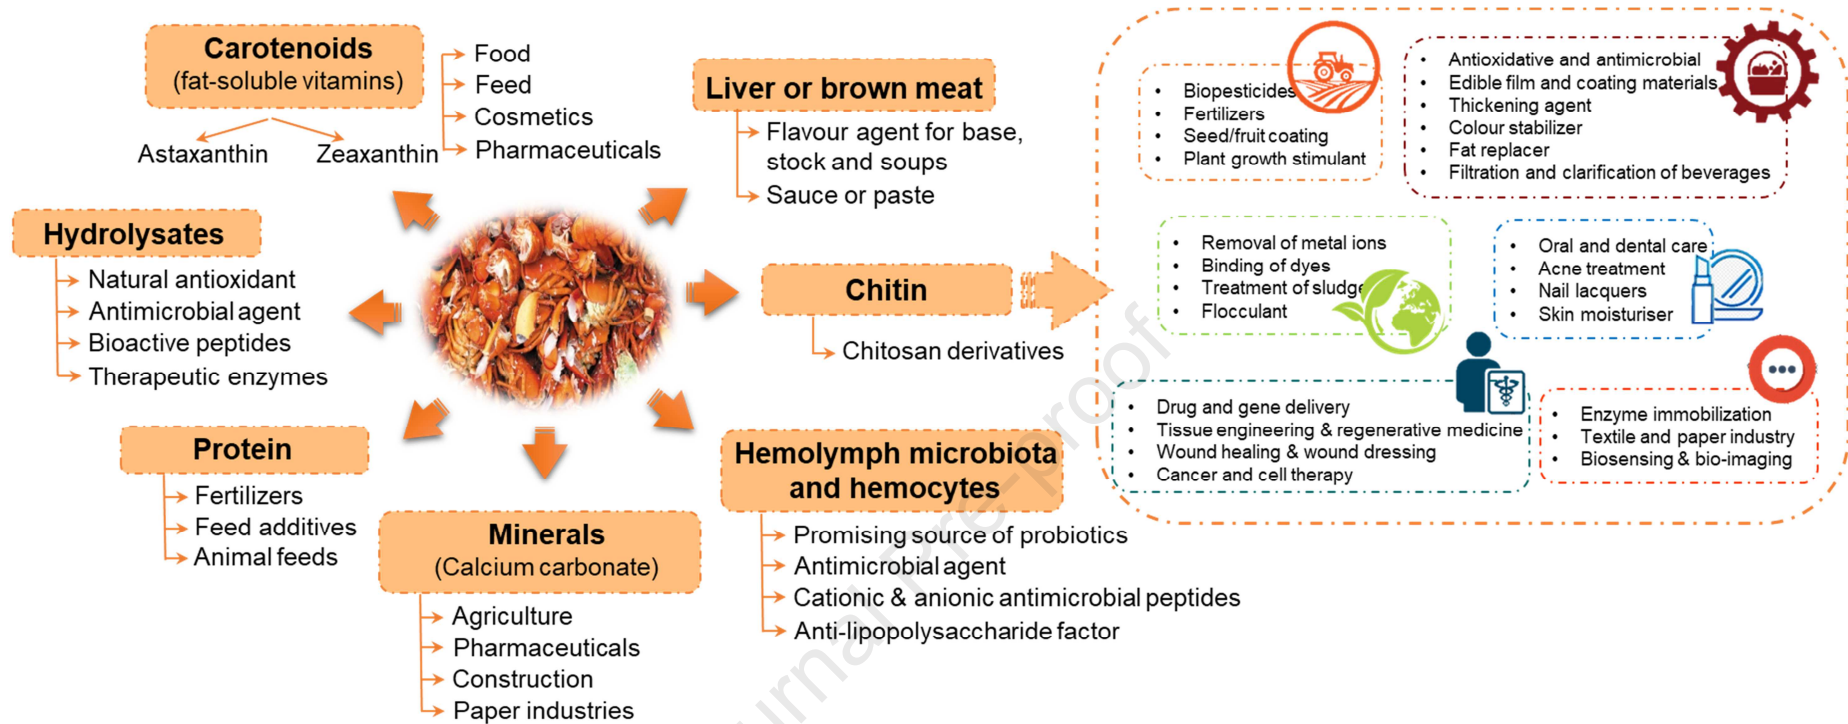 Carotenoids
(fat-soluble vitamins)
Astaxanthin
Zeaxanthin
Food
Feed
Cosmetics
Pharmaceuticals
Liver or brown meat
Flavour agent for base,
stock and soups
Sauce or paste
Hydrolysates
Natural antioxidant
Antimicrobial agent
Bioactive peptides
Therapeutic enzymes
Chitin
Chitosan derivatives
Protein
Fertilizers
Feed additives
Animal feeds
Minerals
(Calcium carbonate)
Agriculture
Pharmaceuticals
Construction
Paper industries
Hemolymph microbiota
and hemocytes
Promising source of probiotics
Antimicrobial agent
Cationic & anionic antimicrobial peptides
Anti-lipopolysaccharide factor
• Biopesticides
• Fertilizers
• Seed/fruit coating
• Plant growth stimulant
• Antioxidative and antimicrobial
• Edible film and coating materials
• Thickening agent
• Colour stabilizer
• Fat replacer
• Filtration and clarification of beverages
• Removal of metal ions
• Binding of dyes
• Treatment of sludge
• Flocculant
• Oral and dental care
• Acne treatment
• Nail lacquers
• Skin moisturiser
• Drug and gene delivery
• Tissue engineering & regenerative medicine
• Wound healing & wound dressing
• Cancer and cell therapy
• Enzyme immobilization
• Textile and paper industry
• Biosensing & bio-imaging
urnal Pre-proof